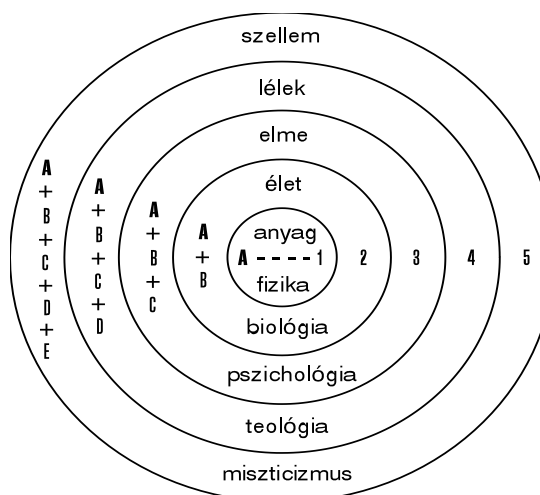 szellem
lélek
elme
élet
anyag
A 1
fizika
biológia
pszichológia
teológia
miszticizmus
A + B + C + D + E
A + B + C + D
A + B + C
A + B
2
3
4
5